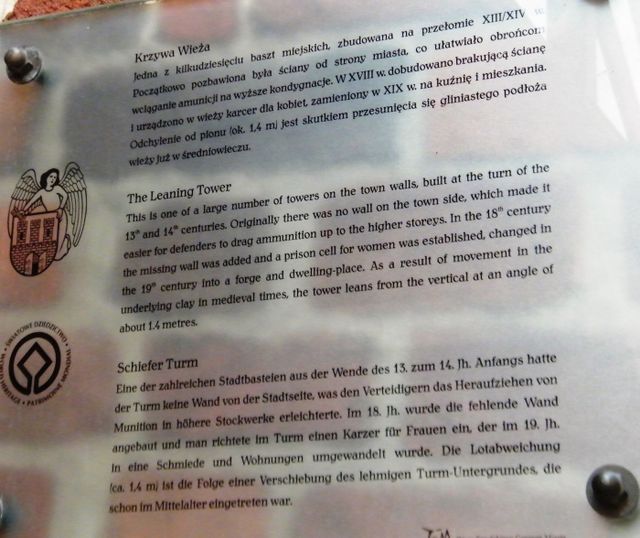 Krzywa Wieża
Jedna z kilkudziesięciu baszt miejskich, zbudowana na przełomie XIII/XIV w.
Początkowo pozbawiona była ściany od strony miasta, co ułatwiało obrońcom
wciąganie amunicji na wyższe kondygnacje. W XVIII w. dobudowano brakującą ścianę
i urządzono w wieży karcer dla kobiet, zamieniony w XIX w. na kuźnię i mieszkania.
Odchylenie od pionu (ok. 1,4 m) jest skutkiem przesunięcia się gliniastego podłoża
wieży już w średniowieczu.
The Leaning Tower
This is one of a large number of towers on the town walls, built at the turn of the
13th and 14th centuries. Originally there was no wall on the town side, which made it
easier for defenders to drag ammunition up to the higher storeys. In the 18th century
the missing wall was added and a prison cell for women was established, changed in
the 19th century into a forge and dwelling-place. As a result of movement in the
underlying clay in medieval times, the tower leans from the vertical at an angle of
about 1.4 metres.
ŚWIATOWE DZIEDZICTWO • WORLD HERITAGE • PATRIMOINE MONDIAL
Schiefer Turm
Eine der zahlreichen Stadtbasteien aus der Wende des 13. zum 14. Jh. Anfangs hatte
der Turm keine Wand von der Stadtseite, was den Verteidigern das Heraufziehen von
Munition in höhere Stockwerke erleichterte. Im 18. Jh. wurde die fehlende Wand
angebaut und man richtete im Turm einen Karzer für Frauen ein, der im 19. Jh.
in eine Schmiede und Wohnungen umgewandelt wurde. Die Lotabweichung
(ca. 1,4 m) ist die Folge einer Verschiebung des lehmigen Turm-Untergrundes, die
schon im Mittelalter eingetreten war.